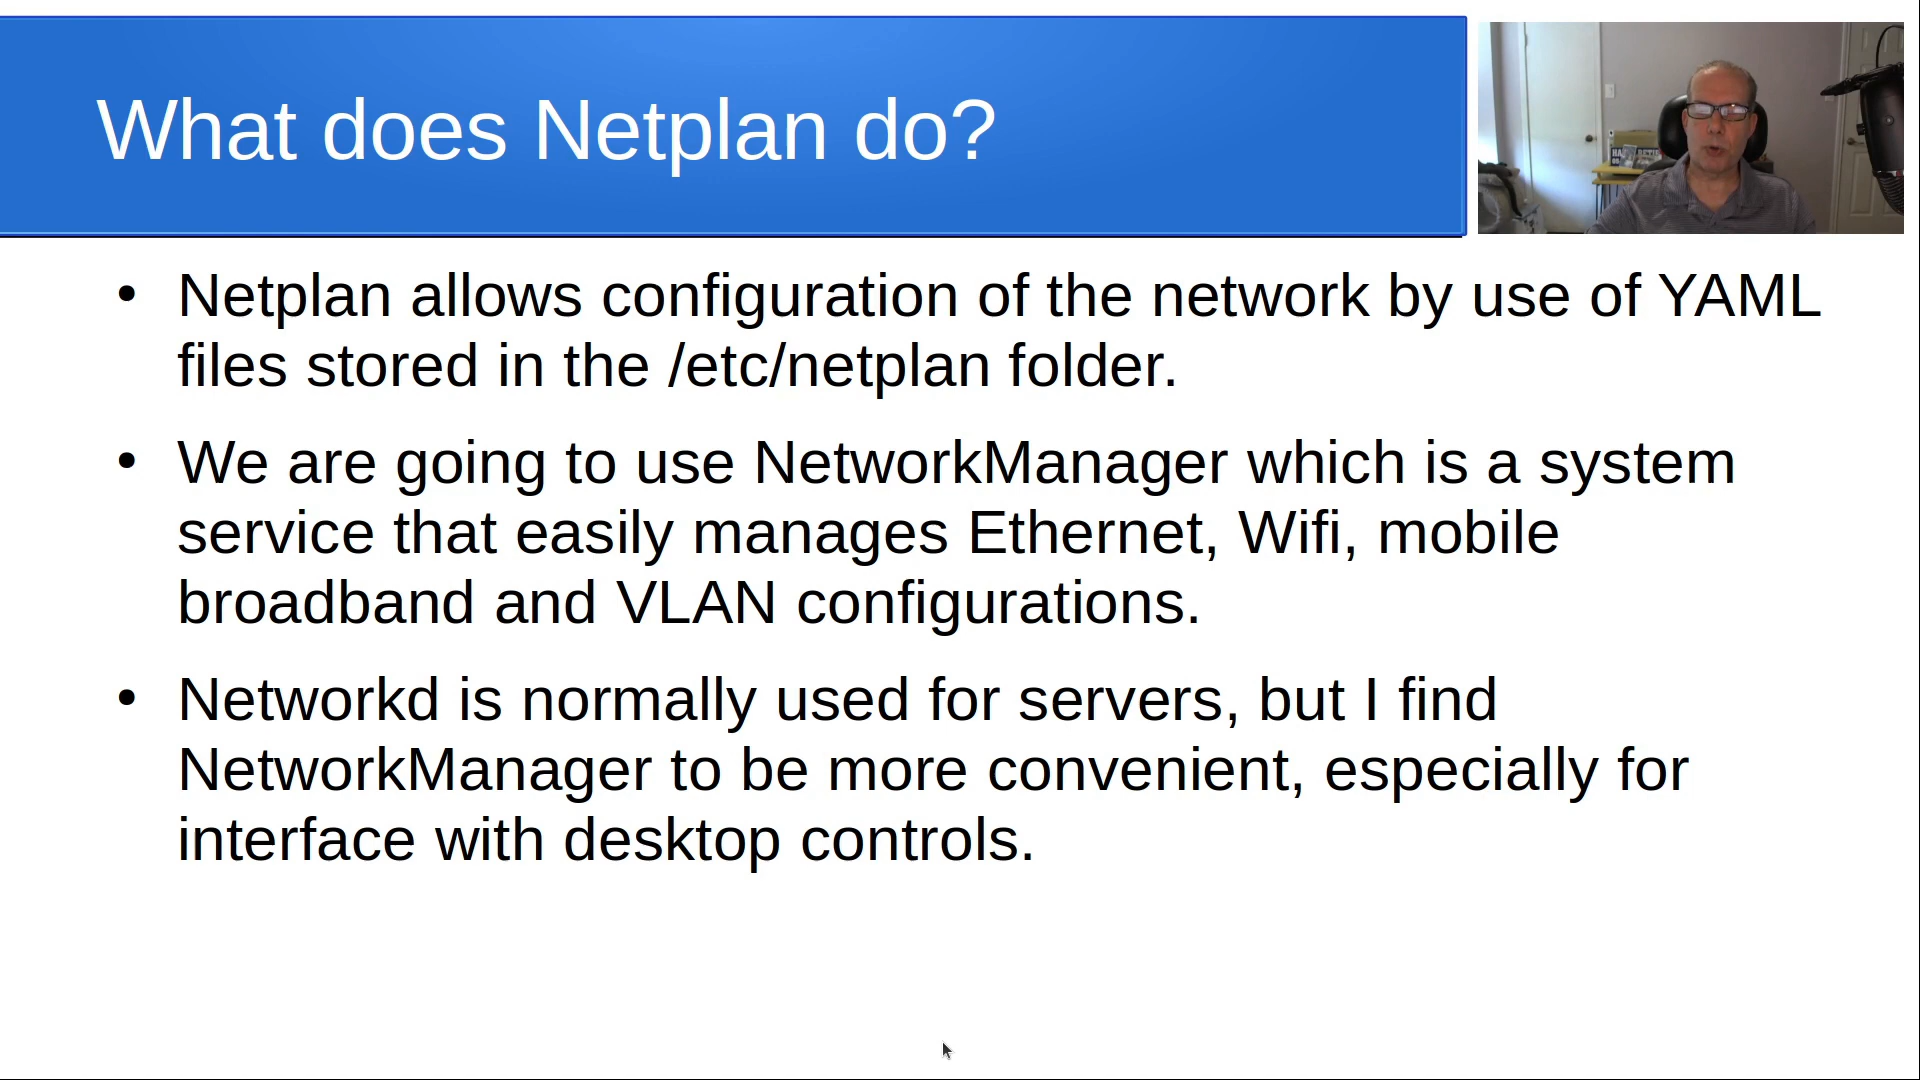 What does Netplan do?
• Netplan allows configuration of the network by use of YAML
files stored in the /etc/netplan folder.
• We are going to use NetworkManager which is a system
service that easily manages Ethernet, Wifi, mobile
broadband and VLAN configurations.
• Networkd is normally used for servers, but I find
NetworkManager to be more convenient, especially for
interface with desktop controls.